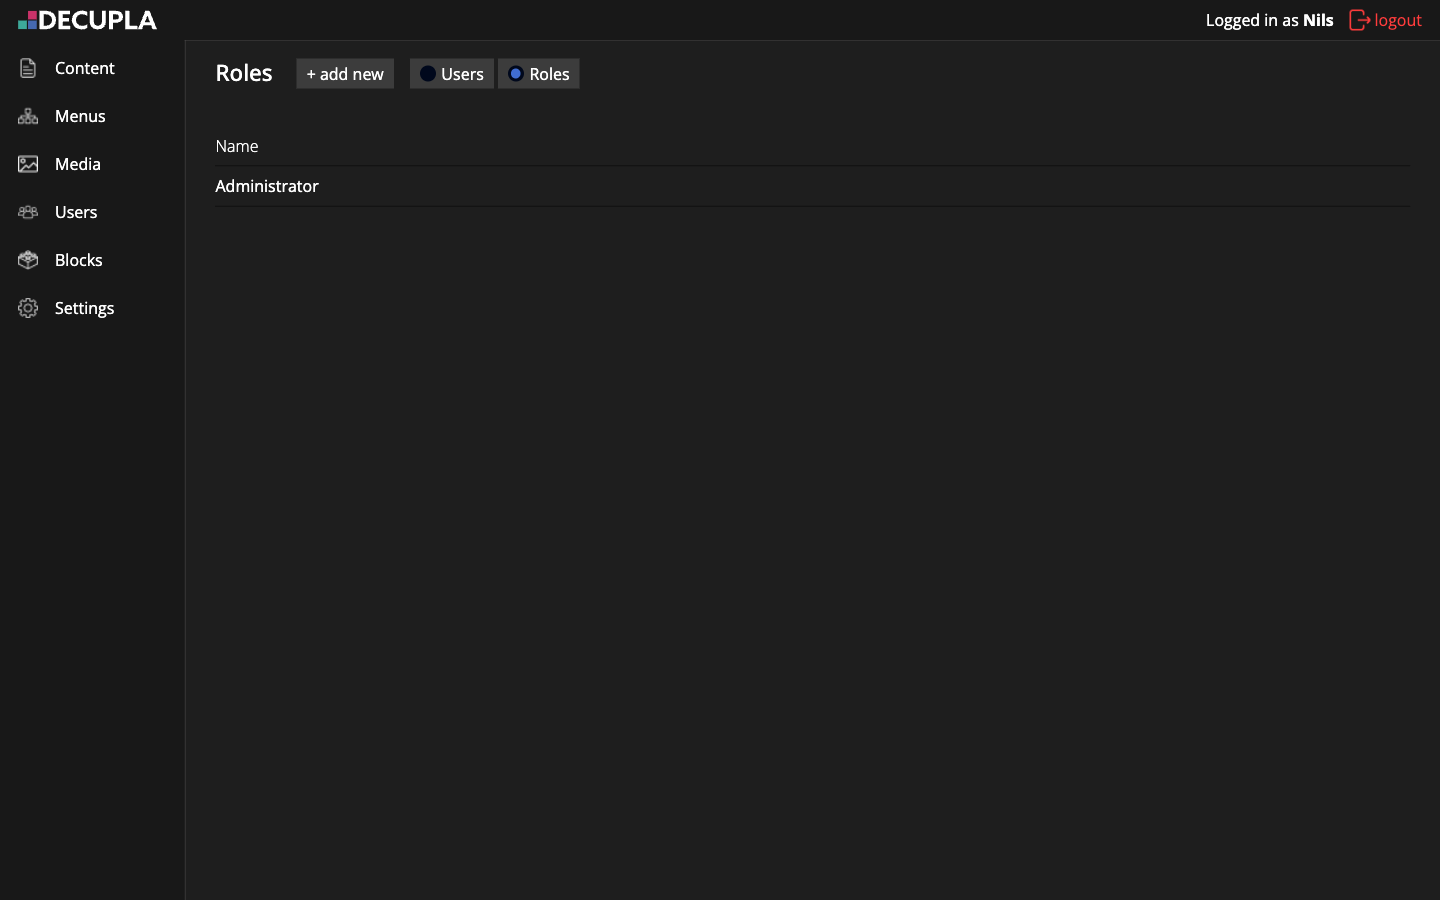 DECUPLA
Logged in as Nils logout
Content
Menus
Media
Users
Blocks
Settings
Roles + add new Users Roles
Name
Administrator